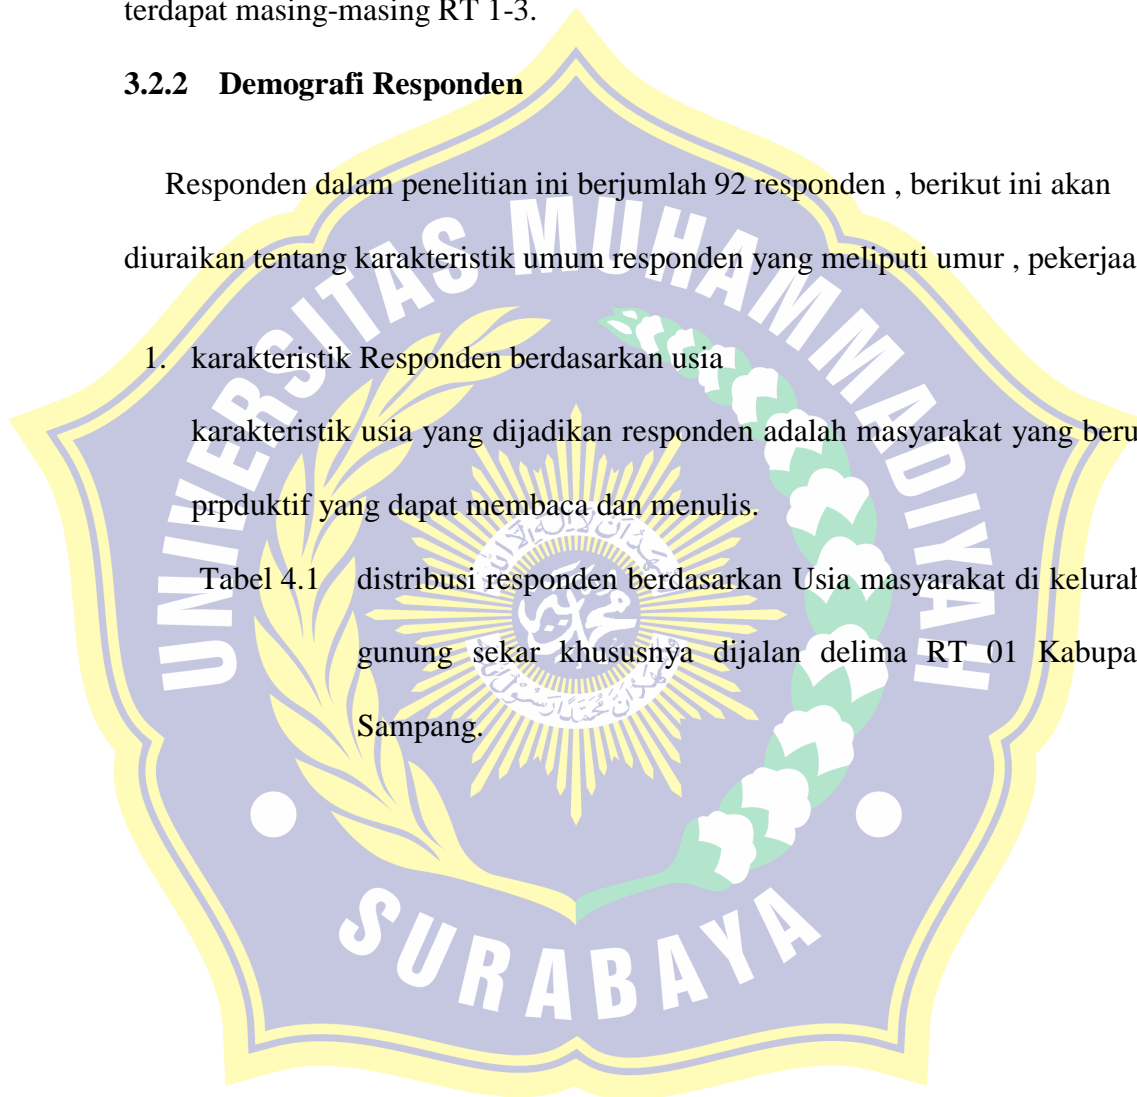 terdapat masing-masing RT 1-3.
3.2.2 Demografi Responden
Responden dalam penelitian ini berjumlah 92 responden , berikut ini akan
diuraikan tentang karakteristik umum responden yang meliputi umur , pekerjaa
1. karakteristik Responden berdasarkan usia
karakteristik usia yang dijadikan responden adalah masyarakat yang beru
prpduktif yang dapat membaca dan menulis.
Tabel 4.1 distribusi responden berdasarkan Usia masyarakat di kelurah
gunung sekar khususnya dijalan delima RT 01 Kabupa
Sampang.
UNIVERSITAS MUHAMMADIYAH
SURABAYA